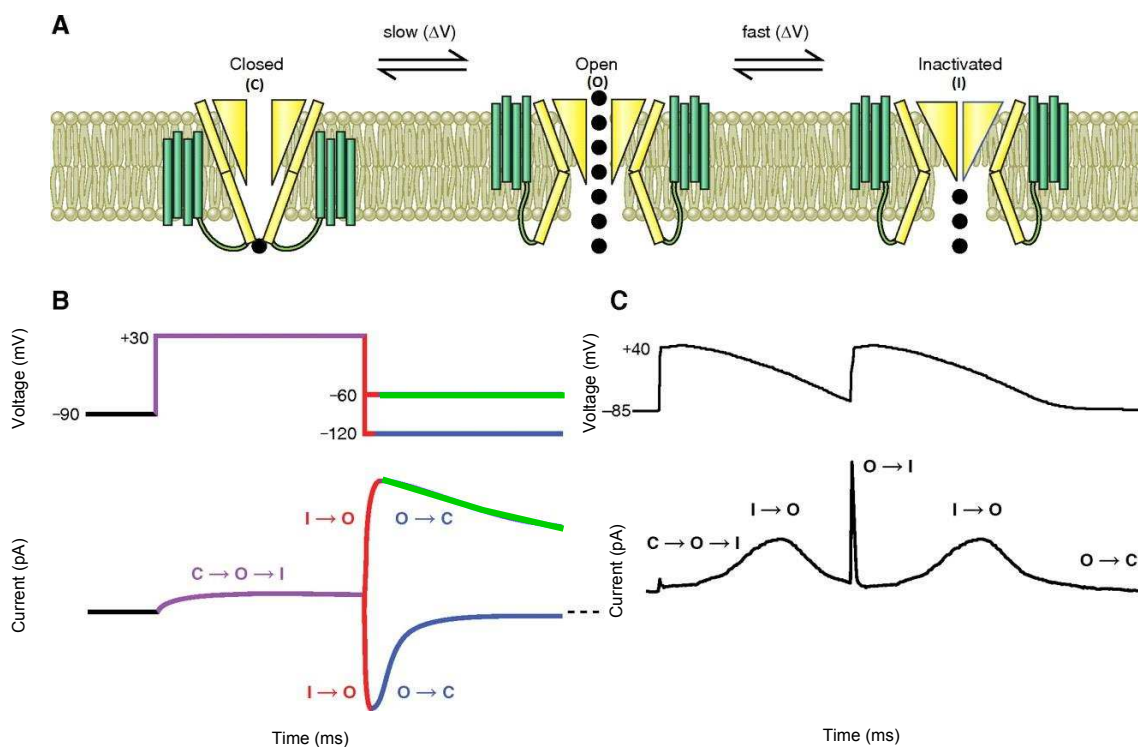 A
slow (ΔV)
fast (ΔV)
Closed
(C)
Open
(O)
Inactivated
(I)
B
Voltage (mV)
+30
−90
−60
−120
Current (pA)
C → O → I
I → O
O → C
I → O
O → C
Time (ms)
C
Voltage (mV)
+40
−85
Current (pA)
O → I
I → O
I → O
C → O → I
O → C
Time (ms)